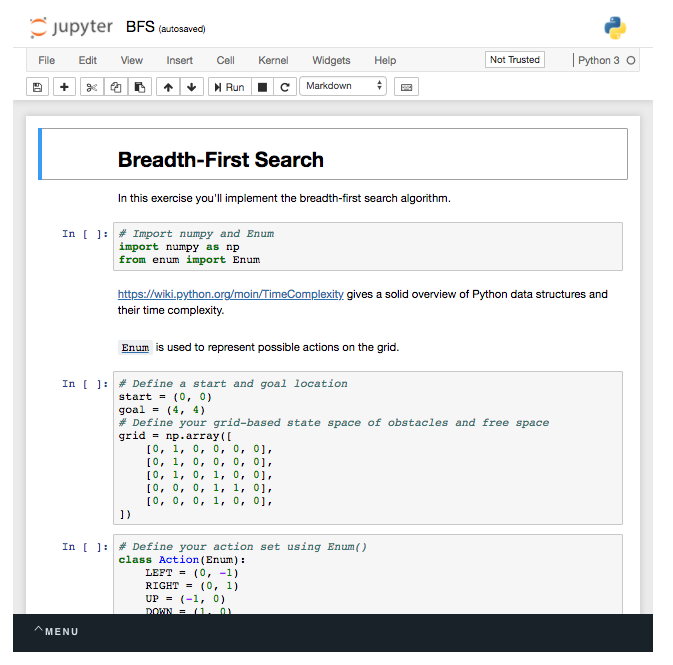 jupyter BFS (autosaved)
File Edit View Insert Cell Kernel Widgets Help Not Trusted Python 3
Run Markdown
Breadth-First Search
In this exercise you'll implement the breadth-first search algorithm.
In [ ]: # Import numpy and Enum
import numpy as np
from enum import Enum
https://wiki.python.org/moin/TimeComplexity gives a solid overview of Python data structures and
their time complexity.
Enum is used to represent possible actions on the grid.
In [ ]: # Define a start and goal location
start = (0, 0)
goal = (4, 4)
# Define your grid-based state space of obstacles and free space
grid = np.array([
[0, 1, 0, 0, 0, 0],
[0, 1, 0, 0, 0, 0],
[0, 1, 0, 1, 0, 0],
[0, 0, 0, 1, 1, 0],
[0, 0, 0, 1, 0, 0],
])
In [ ]: # Define your action set using Enum()
class Action(Enum):
LEFT = (0, -1)
RIGHT = (0, 1)
UP = (-1, 0)
DOWN = (1, 0)
MENU